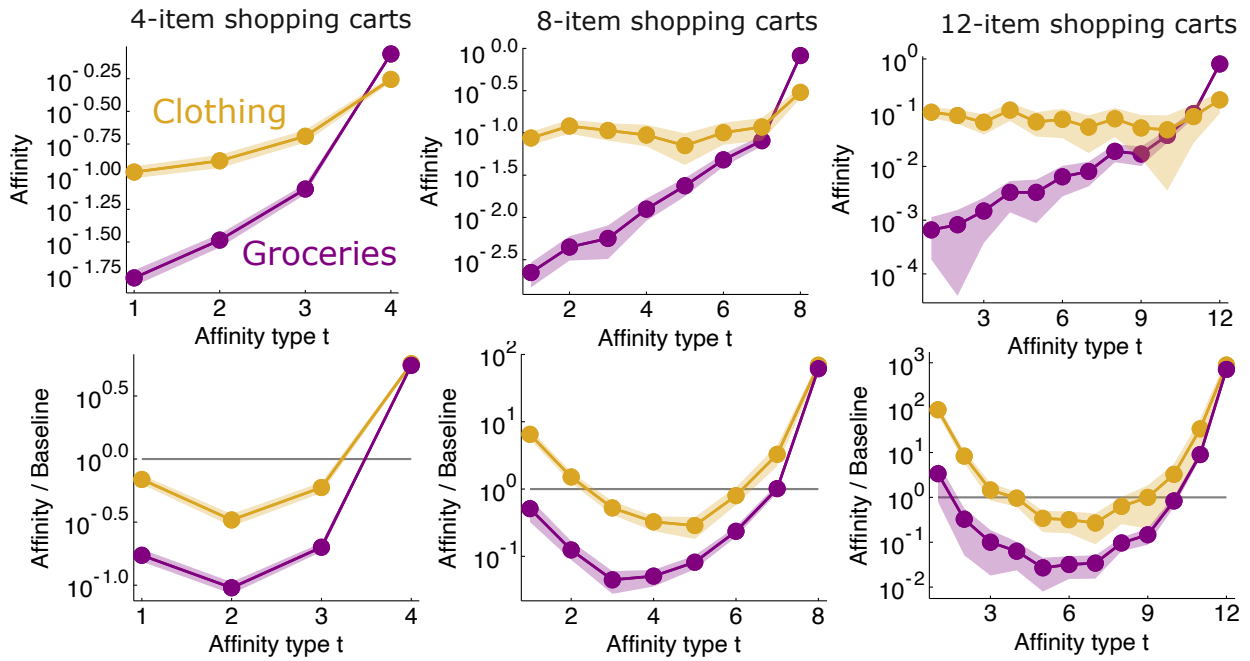 4-item shopping carts
8-item shopping carts
12-item shopping carts
Affinity
10^-0.25
10^-0.50
10^-0.75
10^-1.00
10^-1.25
10^-1.50
10^-1.75
Clothing
Groceries
1 2 3 4
Affinity type t
Affinity
10^0.0
10^-0.5
10^-1.0
10^-1.5
10^-2.0
10^-2.5
2 4 6 8
Affinity type t
Affinity
10^0
10^-1
10^-2
10^-3
10^-4
3 6 9 12
Affinity type t
Affinity / Baseline
10^0.5
10^0.0
10^-0.5
10^-1.0
1 2 3 4
Affinity type t
Affinity / Baseline
10^2
10^1
10^0
10^-1
2 4 6 8
Affinity type t
Affinity / Baseline
10^3
10^2
10^1
10^0
10^-1
10^-2
3 6 9 12
Affinity type t